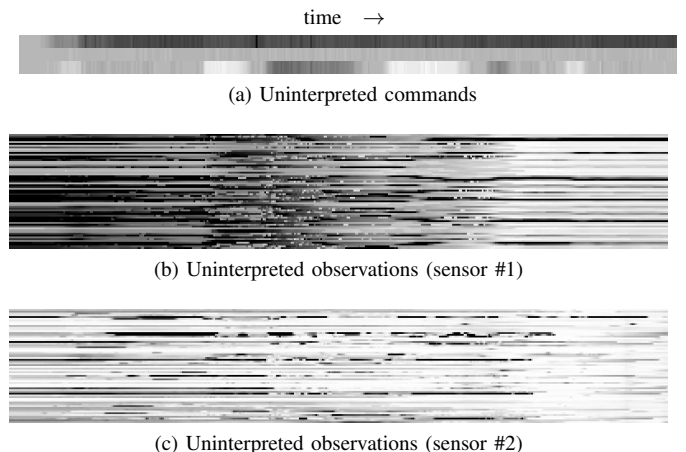 time →
(a) Uninterpreted commands
(b) Uninterpreted observations (sensor #1)
(c) Uninterpreted observations (sensor #2)